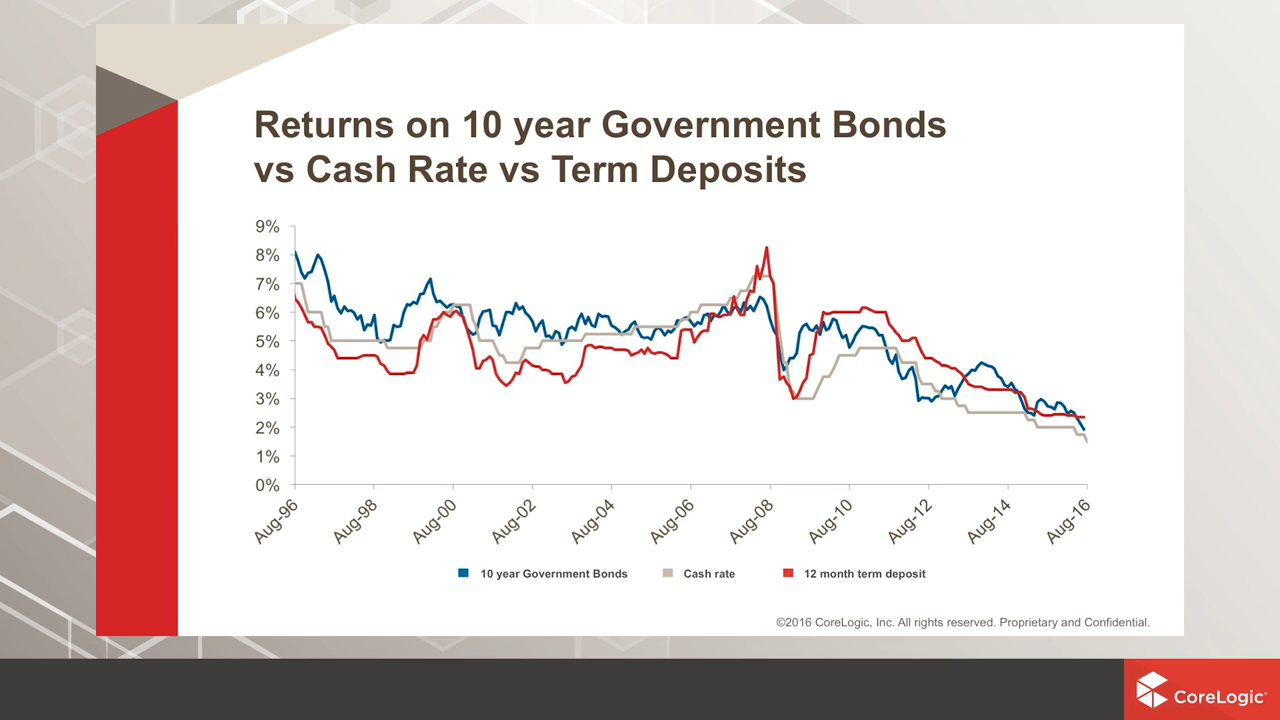 Returns on 10 year Government Bonds
vs Cash Rate vs Term Deposits
9%
8%
7%
6%
5%
4%
3%
2%
1%
0%
Aug-96
Aug-98
Aug-00
Aug-02
Aug-04
Aug-06
Aug-08
Aug-10
Aug-12
Aug-14
Aug-16
10 year Government Bonds
Cash rate
12 month term deposit
©2016 CoreLogic, Inc. All rights reserved. Proprietary and Confidential.
CoreLogic